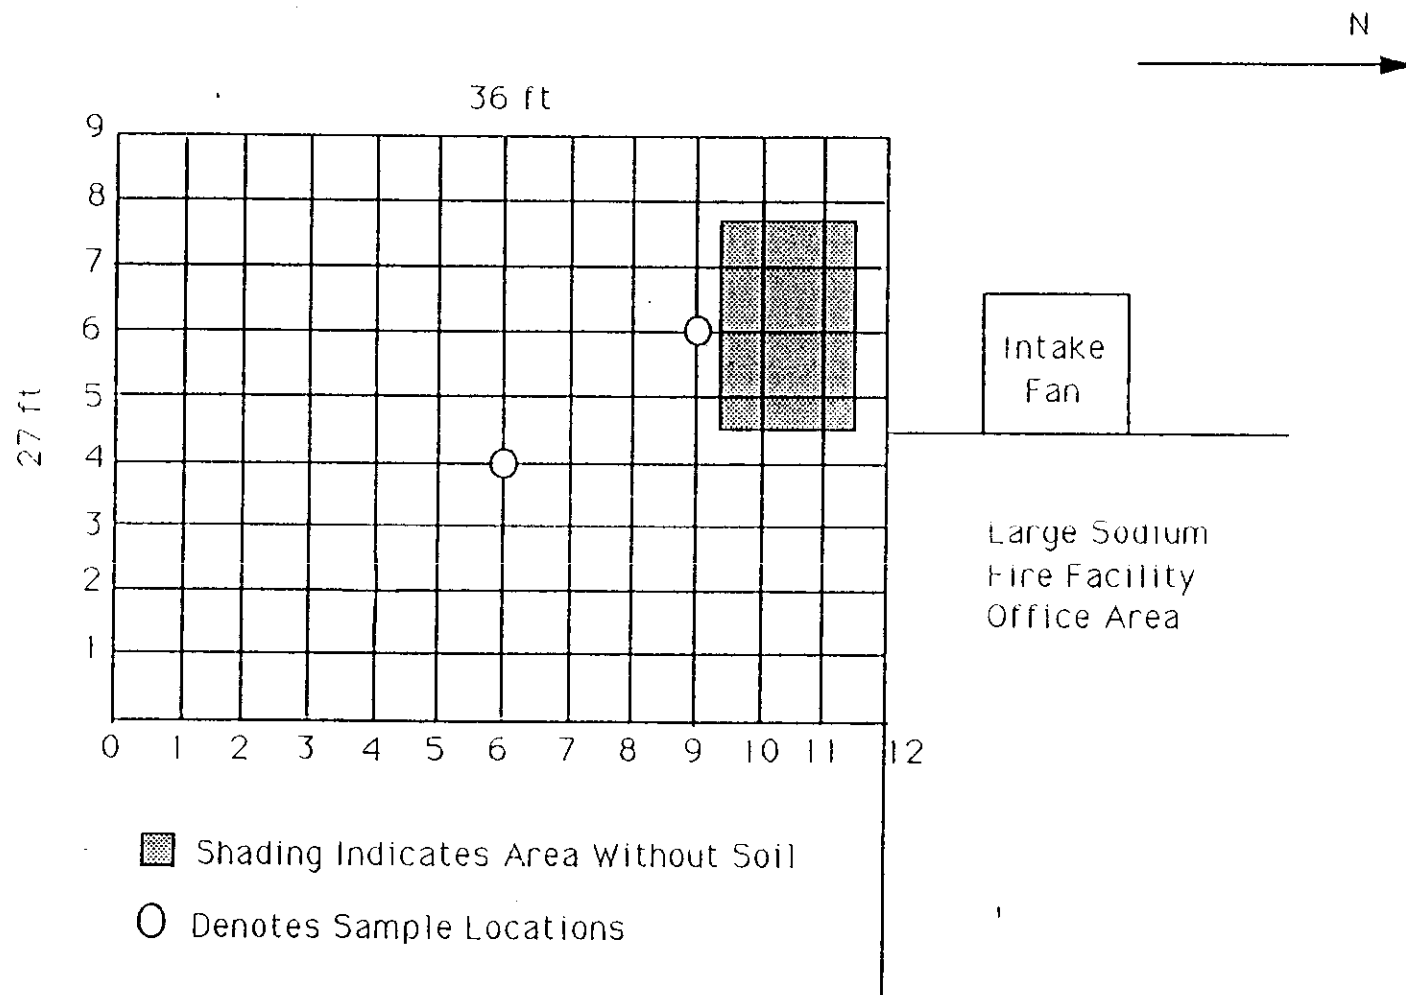 N
36 ft
9
8
7
6
5
4
3
2
1
27 ft
0 1 2 3 4 5 6 7 8 9 10 11 12
Intake
Fan
Large Sodium
Fire Facility
Office Area
Shading Indicates Area Without Soil
Denotes Sample Locations